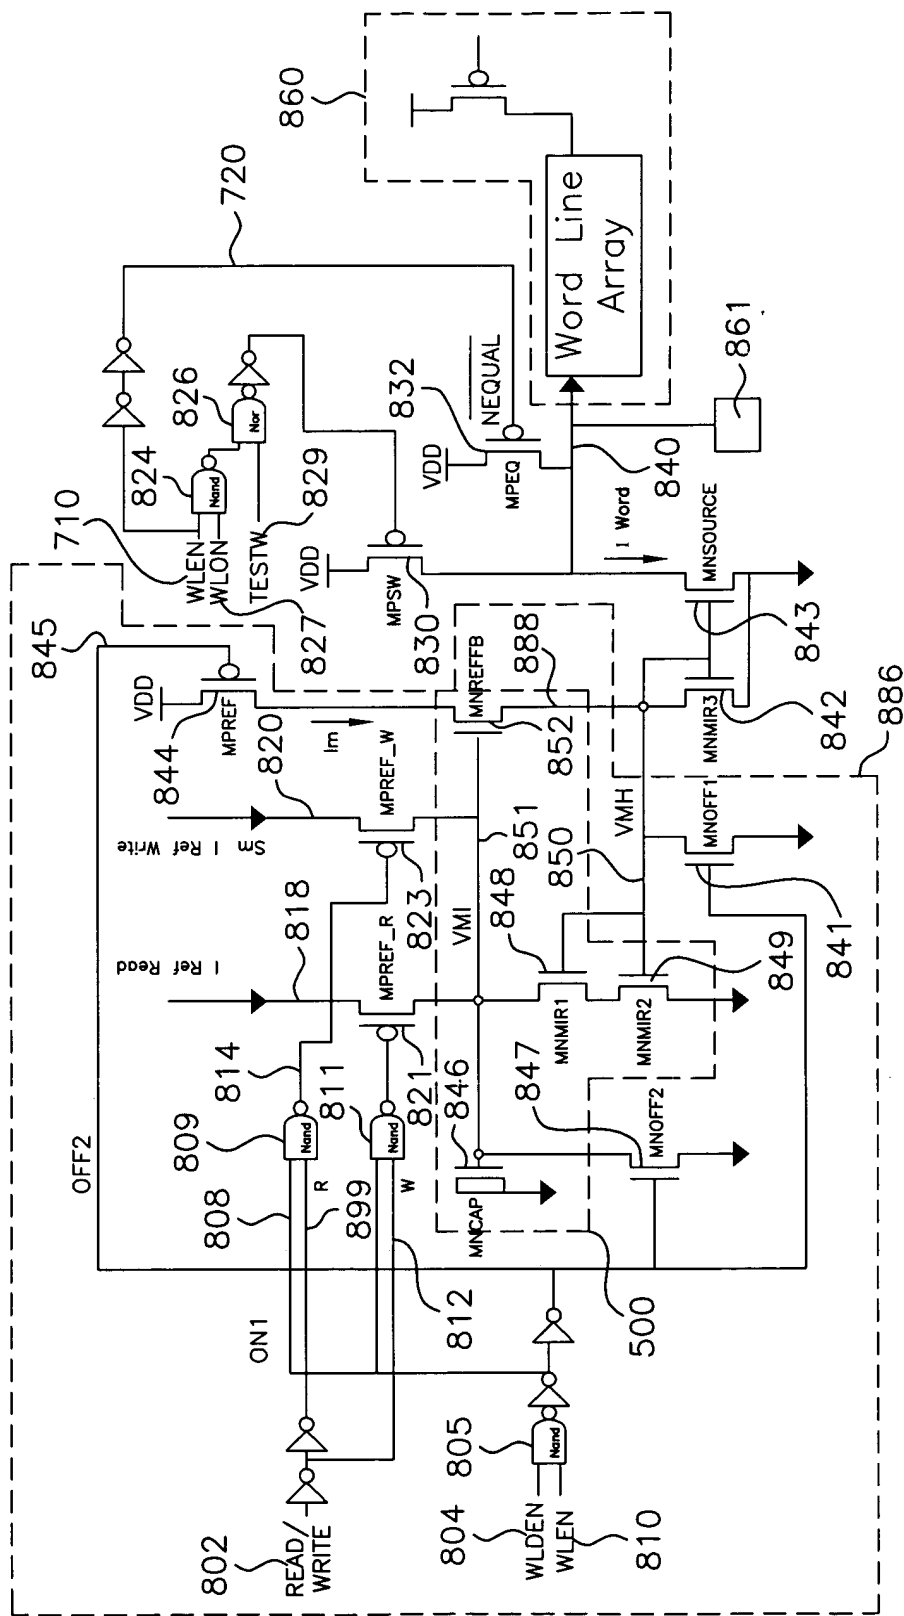 OFF2
845
VDD
844
MPREF
Im
820
Sm I Ref Write
MPREF_W
823
818
I Ref Read
MPREF_R
821
814
809
Nand
808
R
899
811
Nand
W
812
ON1
802
READ/
WRITE
804
WLDEN
WLEN
810
805
Nand
500
846
MNCAP
847
MNOFF2
VMI
851
848
MNMIR1
MNMIR2
849
850
VMH
MNOFF1
841
MNREFFB
852
888
MNMIR3
842
886
MNSOURCE
843
I Word
840
861
710
WLEN
WLON
827
TESTW
829
824
Nand
826
Nor
720
VDD
MPSW
830
VDD
832
MPEQ
NEQUAL
860
Word Line
Array